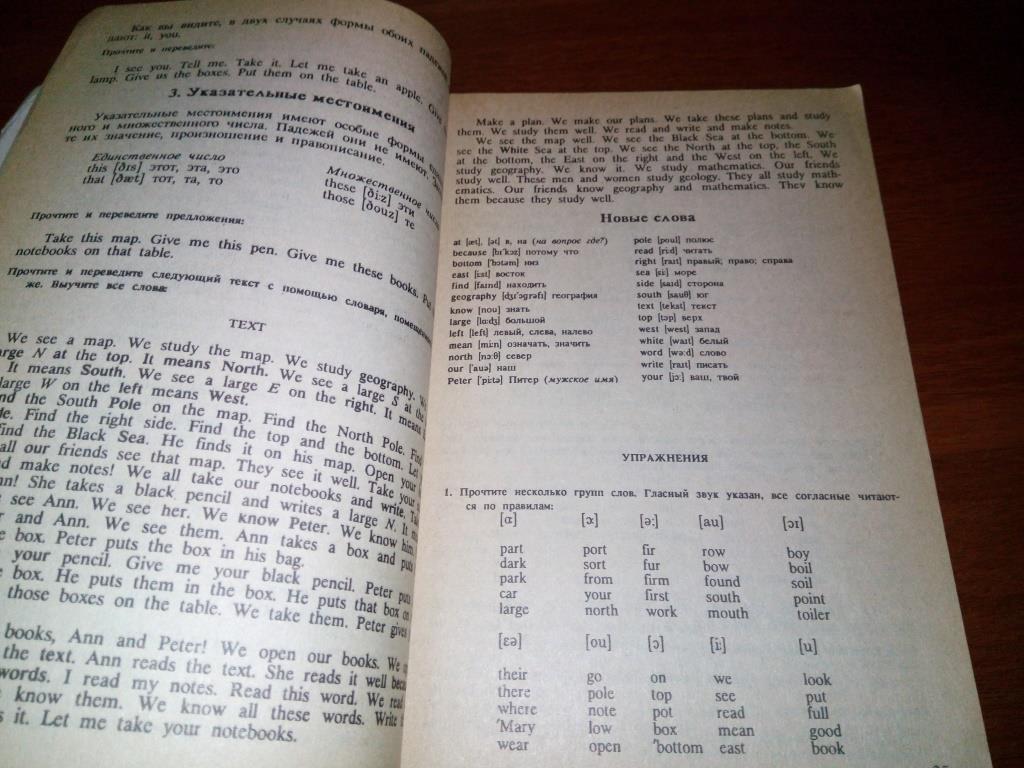 Как вы видите, в двух случаях формы обоих
дают: it, you.
Прочтите и переведите:
I see you. Tell me. Take it. Let me take an apple. Give
lamp. Give us the boxes. Put them on the table.
3. Указательные местоимения
Указательные местоимения имеют особые формы
ного и множественного числа. Падежей они не имеют.
те их значение, произношение и правописание.
Единственное число
this [ðɪs] этот, эта, это
that [ðæt] тот, та, то
Множественное число
these [ði:z] эти
those [ðouz] те
Прочтите и переведите предложения:
Take this map. Give me this pen. Give me these books. Put
notebooks on that table.
Прочтите и переведите следующий текст с помощью словаря,
же. Выучите все слова:
TEXT
We see a map. We study the map. We study geography.
large N at the top. It means North. We see a large S at the
It means South. We see a large E on the right. It means
large W on the left means West.
the South Pole on the map. Find the North Pole. Find
Find the right side. Find the top and the bottom. Let
find the Black Sea. He finds it on his map. Open your
all our friends see that map. They see it well. Take your
make notes! We all take our notebooks and write.
She takes a black pencil and writes a large N. It
see Ann. We see her. We know Peter. We know him.
and Ann. We see them. Ann takes a box and puts
box. Peter puts the box in his bag.
your pencil. Give me your black pencil. Peter puts
box. He puts them in the box. He puts that box on
those boxes on the table. We take them. Peter gives
books, Ann and Peter! We open our books. We
the text. Ann reads the text. She reads it well
words. I read my notes. Read this word. We read
know them. We know all these words. Write
it. Let me take your notebooks.
Make a plan. We make our plans. We take these plans and study
them. We study them well. We read and write and make notes.
We see the map well. We see the Black Sea at the bottom. We
see the White Sea at the top. We see the North at the top, the South
at the bottom, the East on the right and the West on the left. We
study geography. We know it. We study mathematics. Our friends
study well. These men and women study geology. They all study math-
ematics. Our friends know geography and mathematics. They know
them because they study well.
Новые слова
at [æt], [ət] в, на (на вопрос где?)
because [bɪ'kɔz] потому что
bottom ['bɔtəm] низ
east [i:st] восток
find [faɪnd] находить
geography [dʒɪ'ɔgrəfɪ] география
know [nou] знать
large [lɑ:dʒ] большой
left [left] левый, слева, налево
mean [mi:n] означать, значить
north [nɔ:θ] север
our ['auə] наш
Peter ['pi:tə] Питер (мужское имя)
pole [poul] полюс
read [ri:d] читать
right [raɪt] правый; право; справа
sea [si:] море
side [saɪd] сторона
south [sauθ] юг
text [tekst] текст
top [tɔp] верх
west [west] запад
white [waɪt] белый
word [wə:d] слово
write [raɪt] писать
your [jɔ:] ваш, твой
УПРАЖНЕНИЯ
1. Прочтите несколько групп слов. Гласный звук указан, все согласные читают-
ся по правилам:
[ɑ:] [ɔ:] [ə:] [au] [ɔɪ]
part port fir row boy
dark sort fur bow boil
park from firm found soil
car your first south point
large north work mouth toiler
[ɛə] [ou] [ɔ] [i:] [u]
their go on we look
there pole top see put
where note pot read full
'Mary low box mean good
wear open 'bottom east book